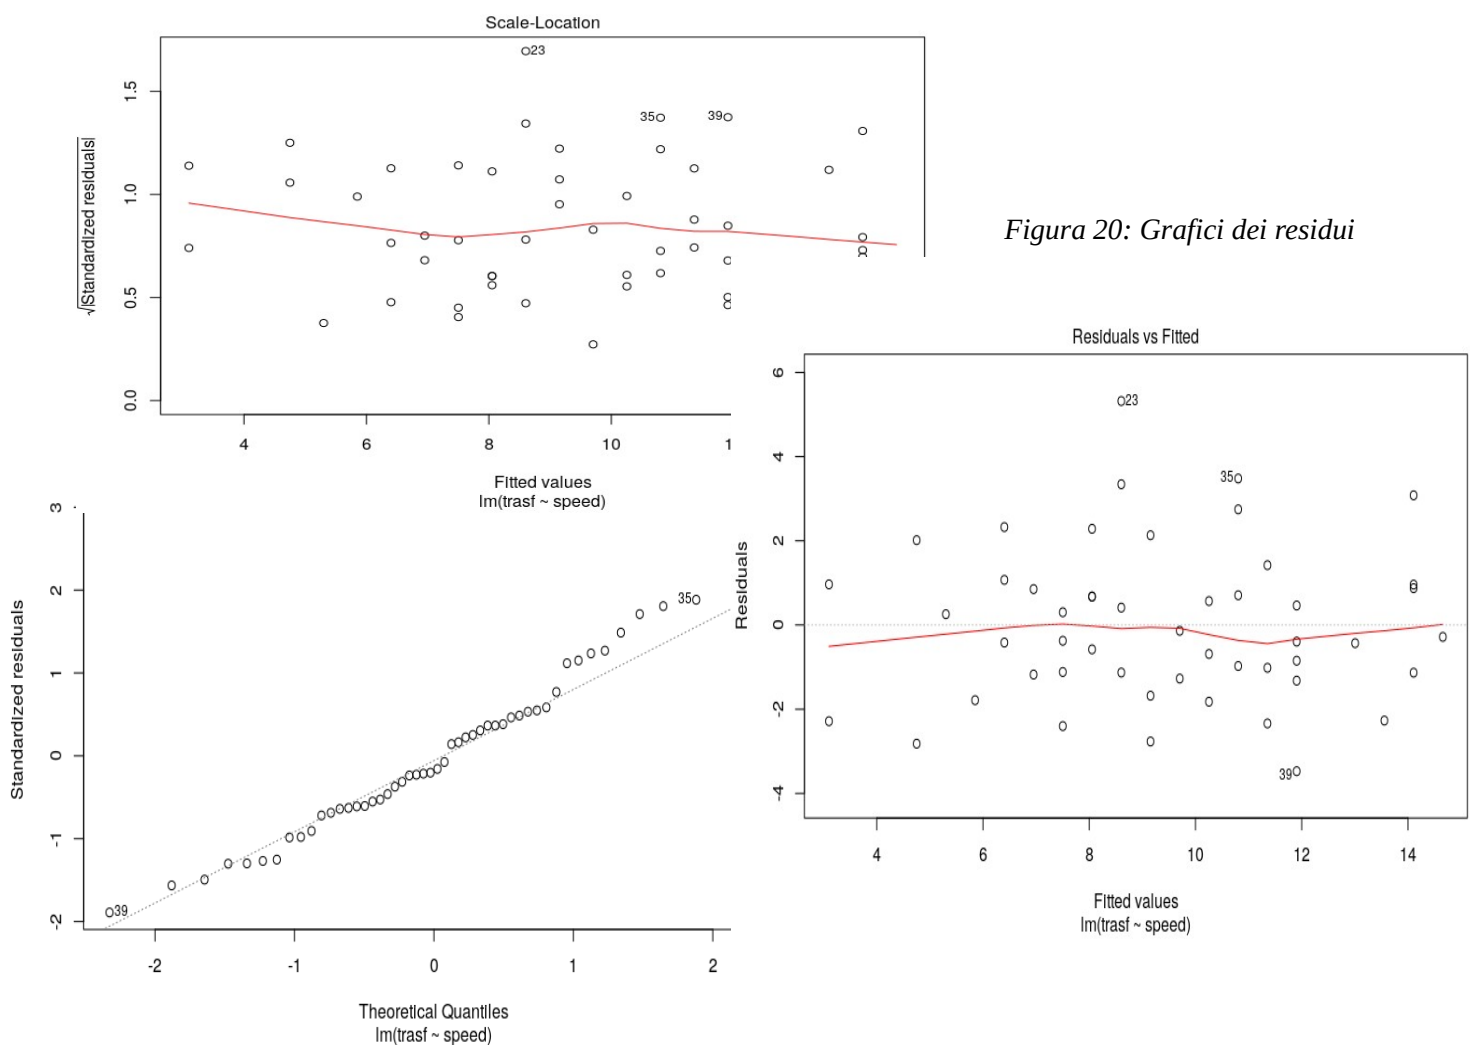 Scale-Location
23
35
39
1.5
1.0
0.5
0.0
√|Standardized residuals|
4 6 8 10 1
Fitted values
lm(trasf ~ speed)
Figura 20: Grafici dei residui
Residuals vs Fitted
23
35
39
6
4
2
0
-2
-4
Residuals
4 6 8 10 12 14
Fitted values
lm(trasf ~ speed)
3
2
1
0
-1
-2
Standardized residuals
35
39
-2 -1 0 1 2
Theoretical Quantiles
lm(trasf ~ speed)